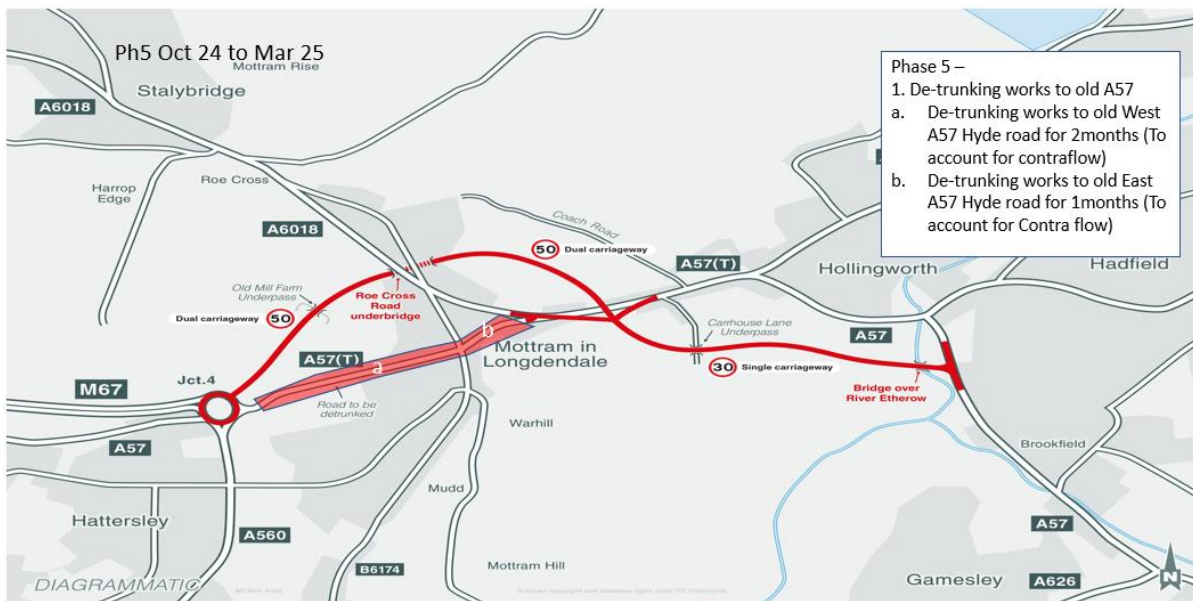 Ph5 Oct 24 to Mar 25
Mottram Rise
Stalybridge
A6018
A6018
Roe Cross
Harrop
Edge
A6018
Coach Road
50 Dual carriageway
A57(T)
Hollingworth
Hadfield
Old Mill Farm
Underpass
Dual carriageway 50
Roe Cross
Road
underbridge
b
Mottram in
Longdendale
A57(T)
a
Carrhouse Lane
Underpass
30 Single carriageway
A57
Bridge over
River Etherow
M67
Jct.4
Road to be
detrunked
A57
Warhill
Brookfield
Mudd
Hattersley
A560
B6174
Mottram Hill
A57
Gamesley
A626
DIAGRAMMATIC
N
Phase 5 –
1. De-trunking works to old A57
a. De-trunking works to old West
A57 Hyde road for 2months (To
account for contraflow)
b. De-trunking works to old East
A57 Hyde road for 1months (To
account for Contra flow)